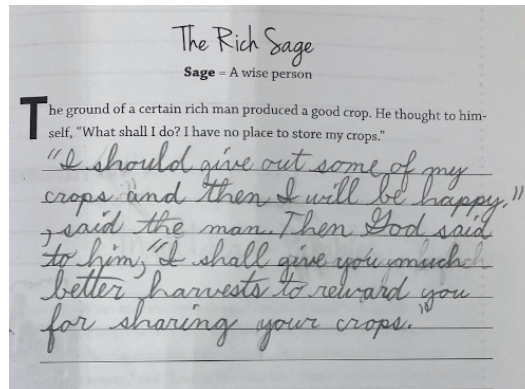 The Rich Sage
Sage = A wise person
The ground of a certain rich man produced a good crop. He thought to him-
self, “What shall I do? I have no place to store my crops.”
“I should give out some of my
crops and then I will be happy.”
, said the man. Then God said
to him, “I shall give you much
better harvests to reward you
for sharing your crops.”